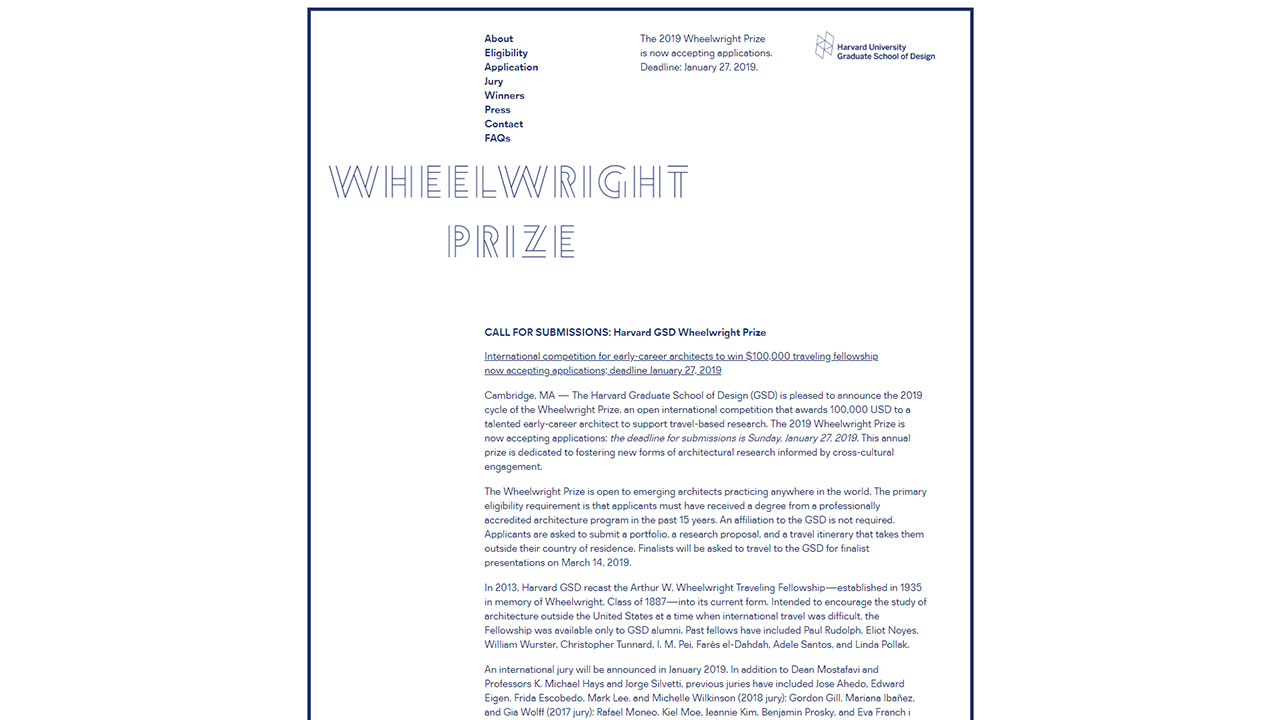 About
Eligibility
Application
Jury
Winners
Press
Contact
FAQs
The 2019 Wheelwright Prize
is now accepting applications.
Deadline: January 27, 2019.
Harvard University
Graduate School of Design
WHEELWRIGHT
PRIZE
CALL FOR SUBMISSIONS: Harvard GSD Wheelwright Prize
International competition for early-career architects to win $100,000 traveling fellowship
now accepting applications; deadline January 27, 2019
Cambridge, MA — The Harvard Graduate School of Design (GSD) is pleased to announce the 2019
cycle of the Wheelwright Prize, an open international competition that awards 100,000 USD to a
talented early-career architect to support travel-based research. The 2019 Wheelwright Prize is
now accepting applications: the deadline for submissions is Sunday, January 27, 2019. This annual
prize is dedicated to fostering new forms of architectural research informed by cross-cultural
engagement.
The Wheelwright Prize is open to emerging architects practicing anywhere in the world. The primary
eligibility requirement is that applicants must have received a degree from a professionally
accredited architecture program in the past 15 years. An affiliation to the GSD is not required.
Applicants are asked to submit a portfolio, a research proposal, and a travel itinerary that takes them
outside their country of residence. Finalists will be asked to travel to the GSD for finalist
presentations on March 14, 2019.
In 2013, Harvard GSD recast the Arthur W. Wheelwright Traveling Fellowship—established in 1935
in memory of Wheelwright, Class of 1887—into its current form. Intended to encourage the study of
architecture outside the United States at a time when international travel was difficult, the
Fellowship was available only to GSD alumni. Past fellows have included Paul Rudolph, Eliot Noyes,
William Wurster, Christopher Tunnard, I. M. Pei, Farès el-Dahdah, Adele Santos, and Linda Pollak.
An international jury will be announced in January 2019. In addition to Dean Mostafavi and
Professors K. Michael Hays and Jorge Silvetti, previous juries have included Jose Ahedo, Edward
Eigen, Frida Escobedo, Mark Lee, and Michelle Wilkinson (2018 jury); Gordon Gill, Mariana Ibañez,
and Gia Wolff (2017 jury); Rafael Moneo, Kiel Moe, Jeannie Kim, Benjamin Prosky, and Eva Franch i